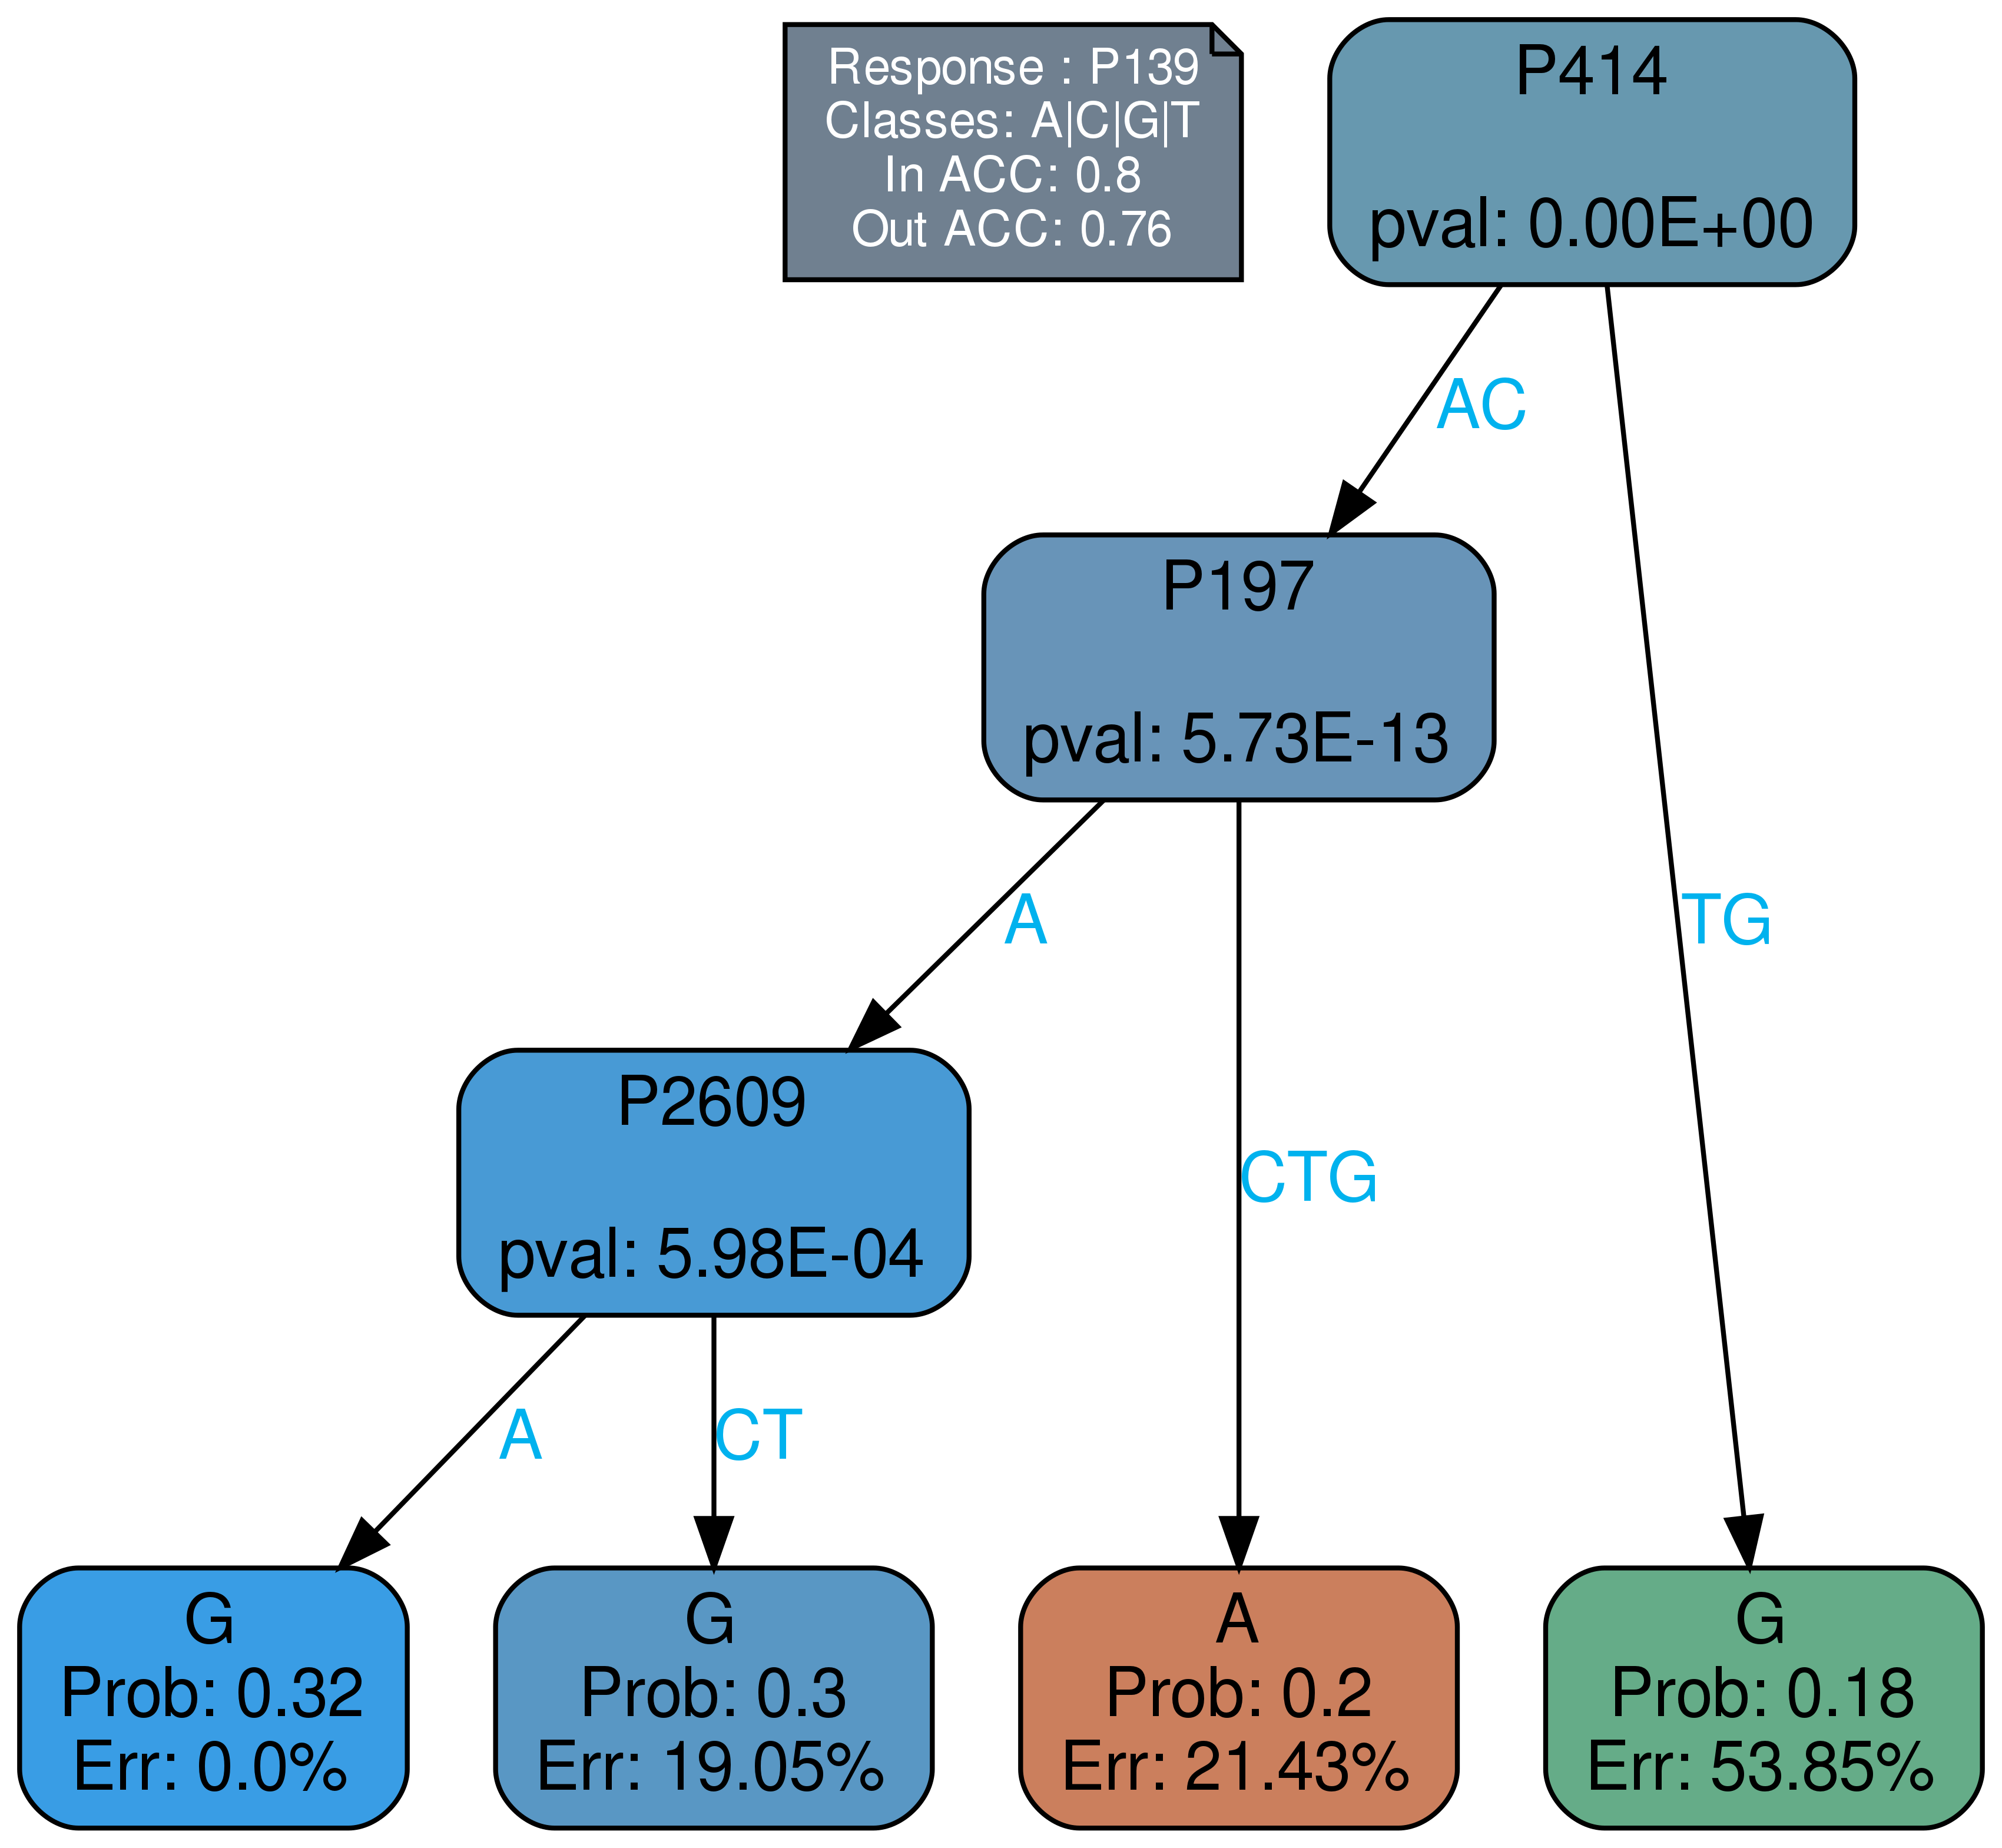 Response : P139
Classes: A|C|G|T
In ACC: 0.8
Out ACC: 0.76
P414
pval: 0.00E+00
AC
P197
pval: 5.73E-13
A
TG
P2609
pval: 5.98E-04
CTG
A
CT
G
Prob: 0.32
Err: 0.0%
G
Prob: 0.3
Err: 19.05%
A
Prob: 0.2
Err: 21.43%
G
Prob: 0.18
Err: 53.85%